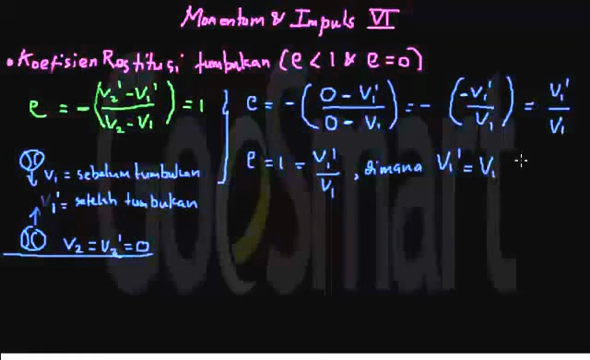 Momentum & Impuls VI
• Koefisien Restitusi tumbukan (e < 1 & e = 0)
e = -((v₂' - v₁')/(v₂ - v₁)) = 1
e = -((0 - v₁')/(0 - v₁)) = -((-v₁')/(v₁)) = v₁'/v₁
v₁ = sebelum tumbukan
v₁' = setelah tumbukan
v₂ = v₂' = 0
e = 1 = v₁'/v₁, dimana v₁' = v₁
GoeSmart